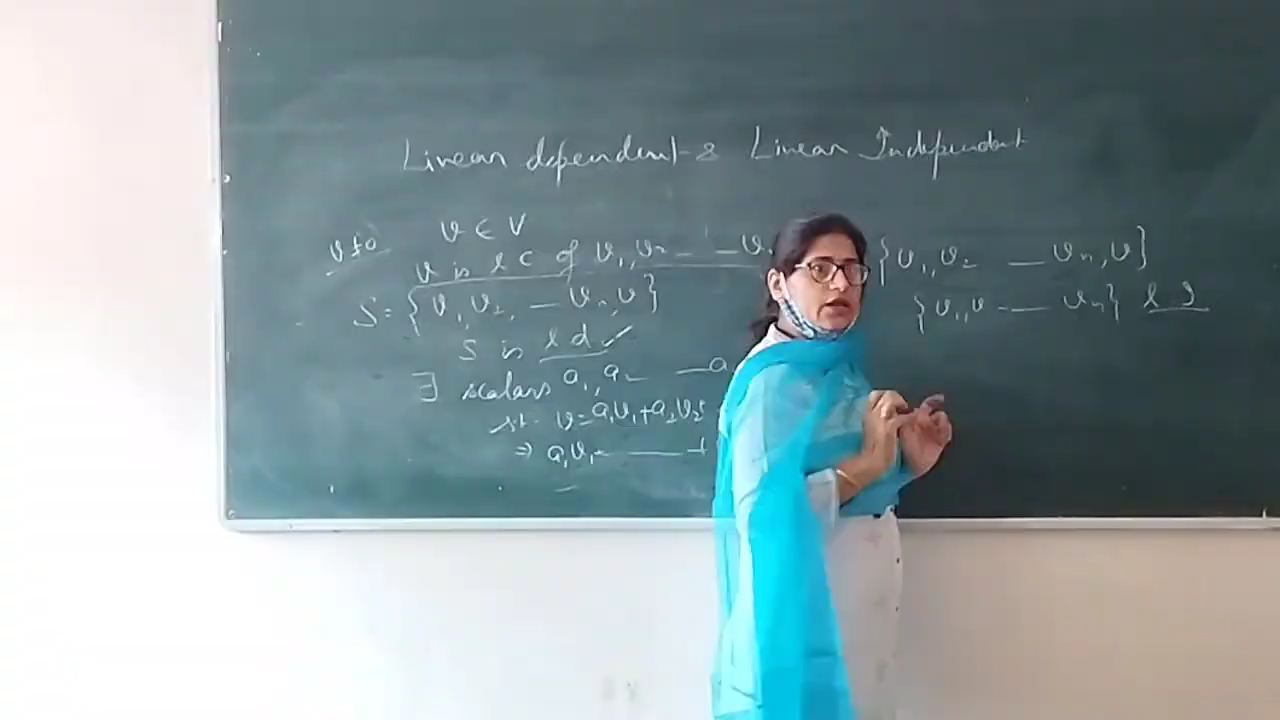 Linear dependent & Linear Independent
v≠0
v ∈ V
v is l c of v₁, v₂ - - - v
S = { v₁, v₂, - - vₙ, v }
S is l d ✓
∃ scalars a₁, a₂ - - a
st. v = a₁v₁ + a₂v₂
⇒ a₁v₁ - - - +
{ v₁, v₂ - - vₙ, v }
{ v₁, v - - - vₙ } l I